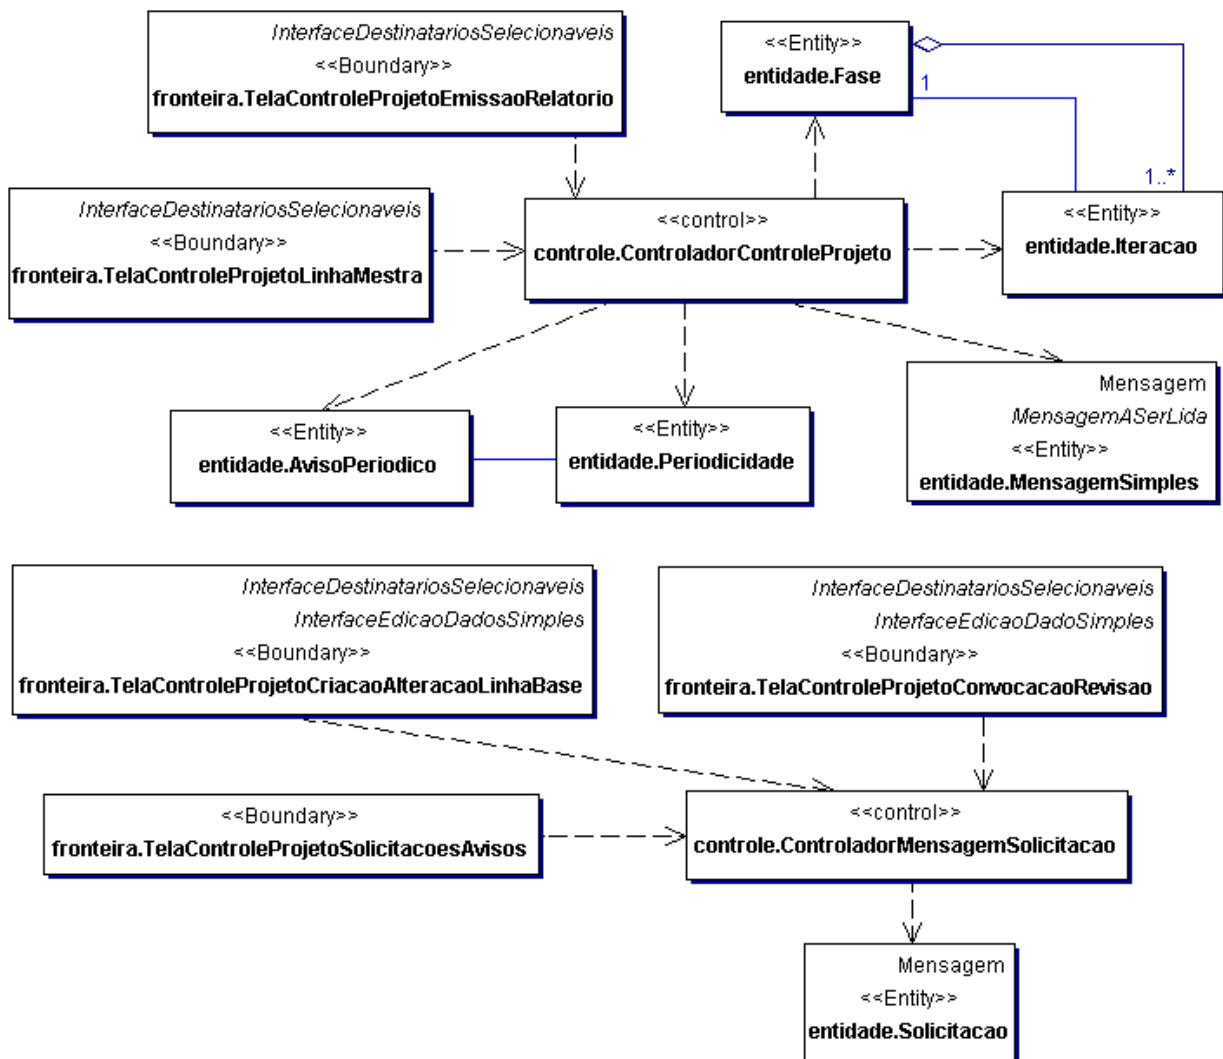 InterfaceDestinatariosSelecionaveis
<<Boundary>>
fronteira.TelaControleProjetoEmissaoRelatorio
<<Entity>>
entidade.Fase
1
1..*
InterfaceDestinatariosSelecionaveis
<<Boundary>>
fronteira.TelaControleProjetoLinhaMestra
<<control>>
controle.ControladorControleProjeto
<<Entity>>
entidade.Iteracao
<<Entity>>
entidade.AvisoPeriodico
<<Entity>>
entidade.Periodicidade
Mensagem
MensagemASerLida
<<Entity>>
entidade.MensagemSimples
InterfaceDestinatariosSelecionaveis
InterfaceEdicaoDadosSimples
<<Boundary>>
fronteira.TelaControleProjetoCriacaoAlteracaoLinhaBase
InterfaceDestinatariosSelecionaveis
InterfaceEdicaoDadoSimples
<<Boundary>>
fronteira.TelaControleProjetoConvocacaoRevisao
<<Boundary>>
fronteira.TelaControleProjetoSolicitacoesAvisos
<<control>>
controle.ControladorMensagemSolicitacao
Mensagem
<<Entity>>
entidade.Solicitacao